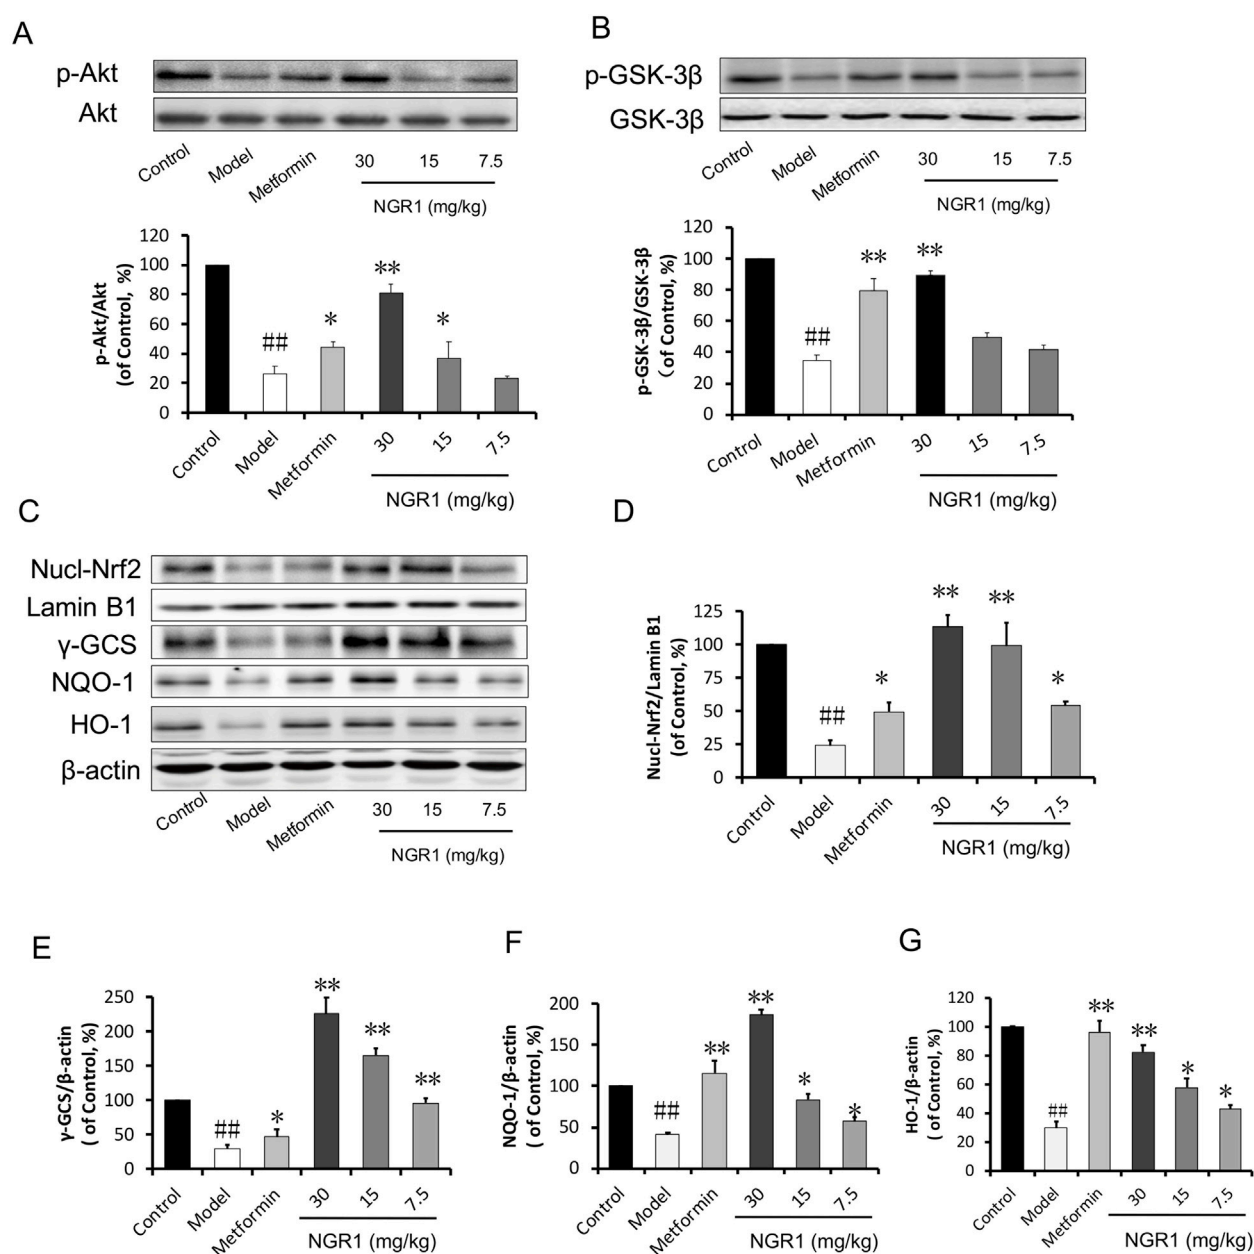 A
p-Akt
Akt
Control
Model
Metformin
30
15
7.5
NGR1 (mg/kg)
p-Akt/Akt
(of Control, %)
120
100
80
60
40
20
0
##
*
**
*
Control
Model
Metformin
30
15
7.5
NGR1 (mg/kg)
B
p-GSK-3β
GSK-3β
Control
Model
Metformin
30
15
7.5
NGR1 (mg/kg)
p-GSK-3β/GSK-3β
( of Control, %)
120
100
80
60
40
20
0
##
**
**
Control
Model
Metformin
30
15
7.5
NGR1 (mg/kg)
C
Nucl-Nrf2
Lamin B1
γ-GCS
NQO-1
HO-1
β-actin
Control
Model
Metformin
30
15
7.5
NGR1 (mg/kg)
D
Nucl-Nrf2/Lamin B1
(of Control, %)
125
100
75
50
25
0
##
*
**
**
*
Control
Model
Metformin
30
15
7.5
NGR1 (mg/kg)
E
γ-GCS/β-actin
( of Control, %)
250
200
150
100
50
0
##
*
**
**
**
Control
Model
Metformin
30
15
7.5
NGR1 (mg/kg)
F
NQO-1/β-actin
( of Control, %)
200
150
100
50
0
##
**
**
*
*
Control
Model
Metformin
30
15
7.5
NGR1 (mg/kg)
G
HO-1/β-actin
( of Control, %)
120
100
80
60
40
20
0
##
**
**
*
*
Control
Model
Metformin
30
15
7.5
NGR1 (mg/kg)